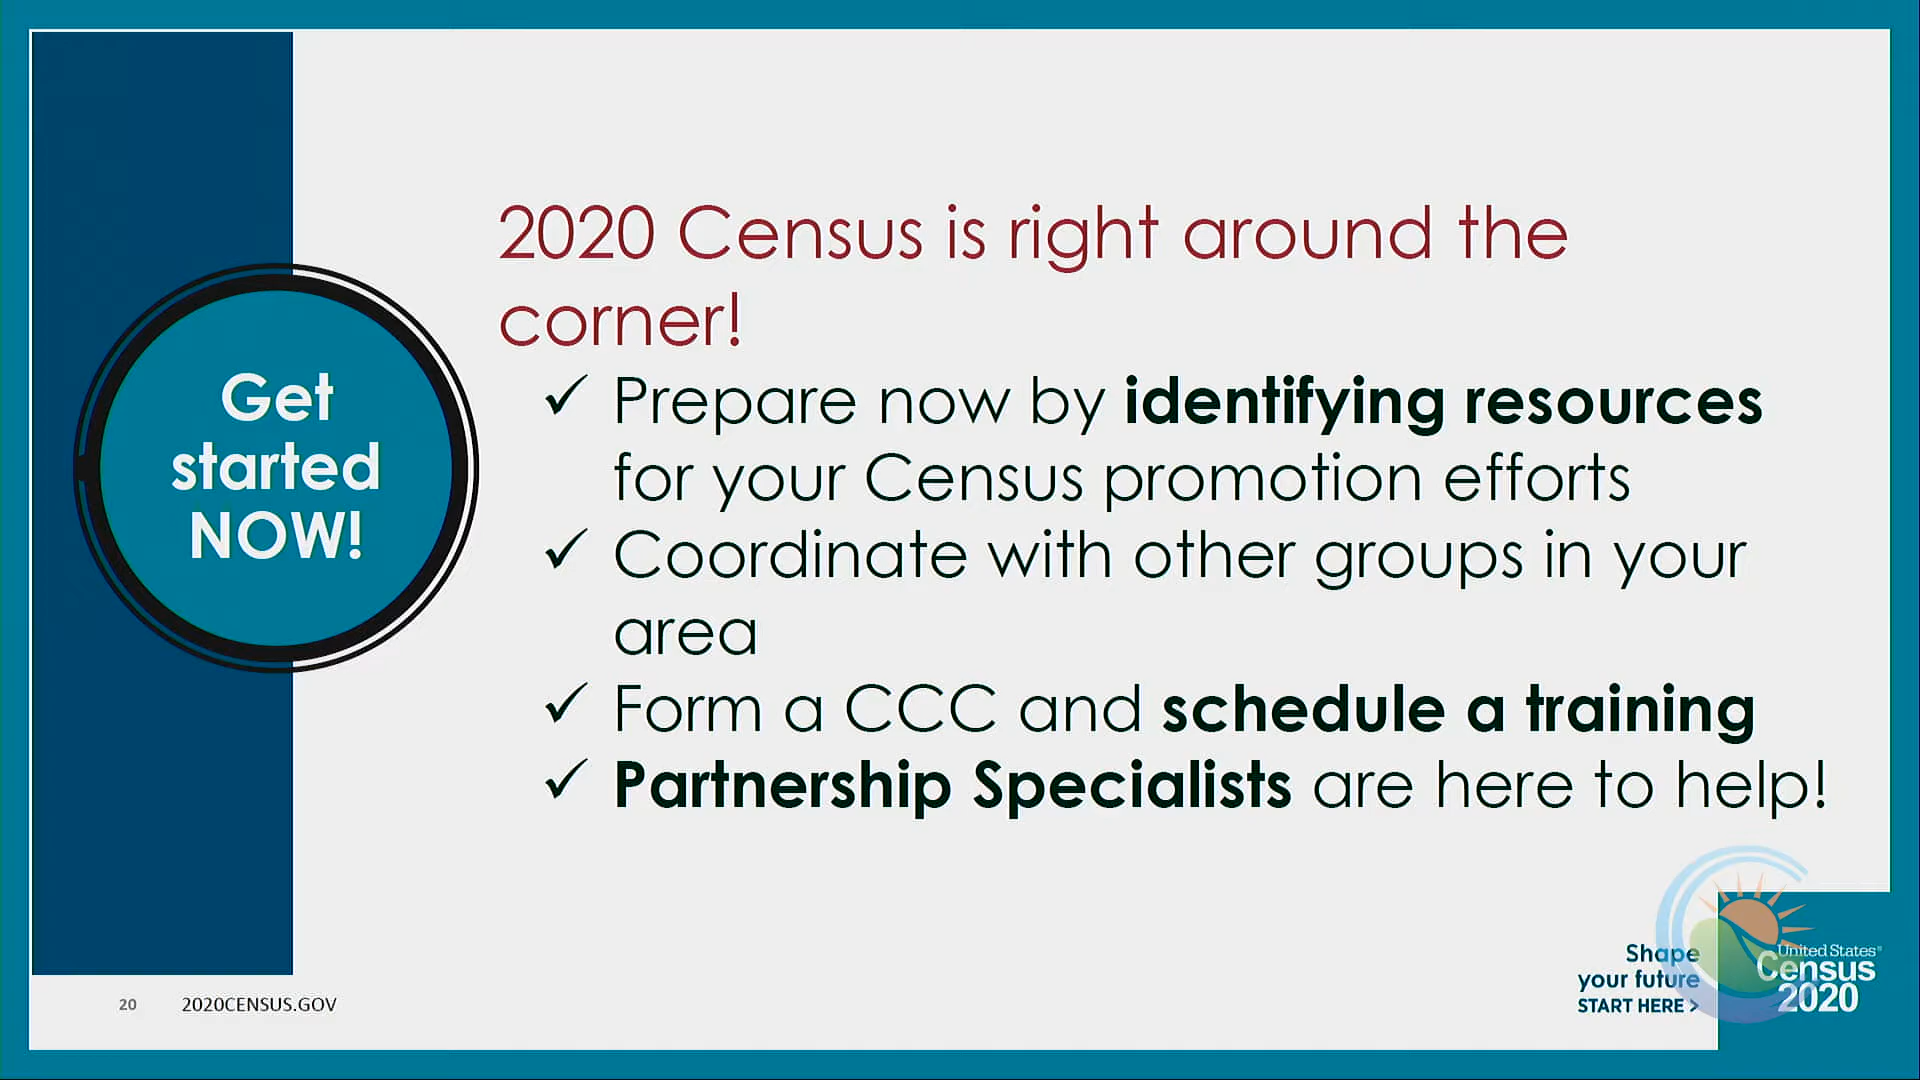 Get
started
NOW!
2020 Census is right around the
corner!
✓ Prepare now by identifying resources
for your Census promotion efforts
✓ Coordinate with other groups in your
area
✓ Form a CCC and schedule a training
✓ Partnership Specialists are here to help!
20 2020CENSUS.GOV
Shape
your future
START HERE >
United States®
Census
2020